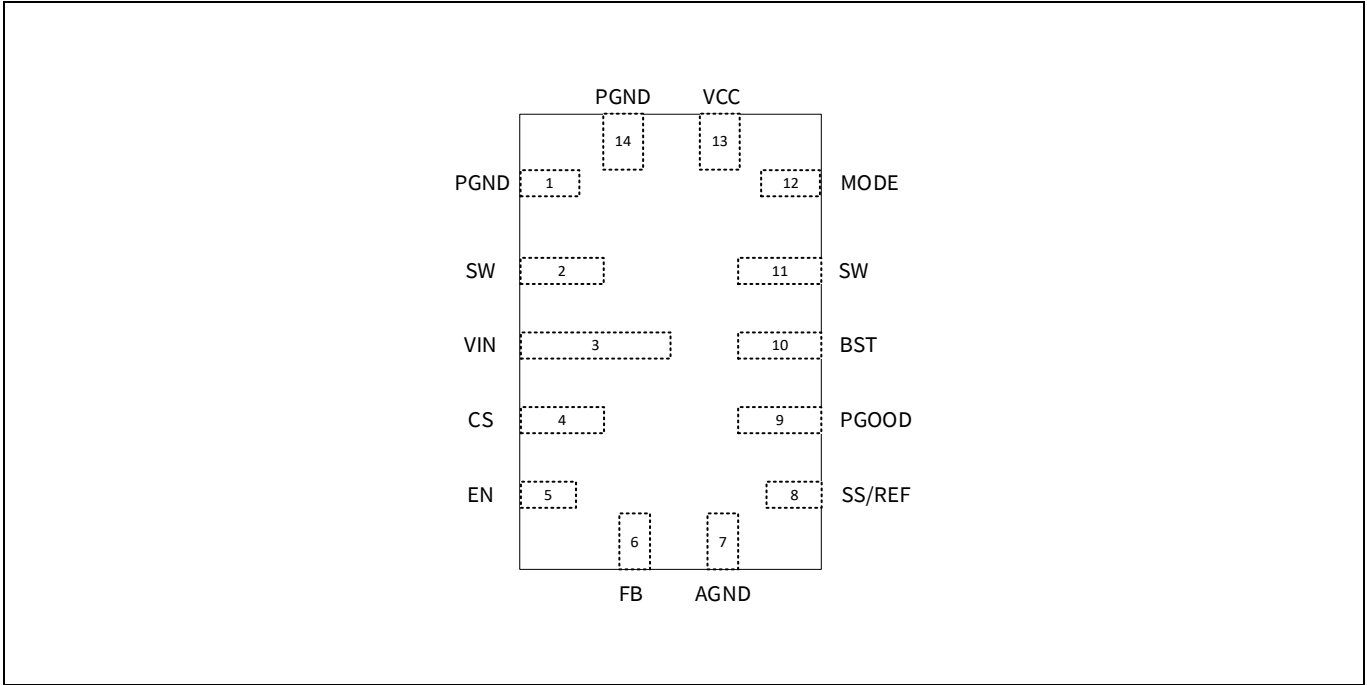 PGND VCC
14 13
PGND 1 12 MODE
SW 2 11 SW
VIN 3 10 BST
CS 4 9 PGOOD
EN 5 8 SS/REF
6 7
FB AGND